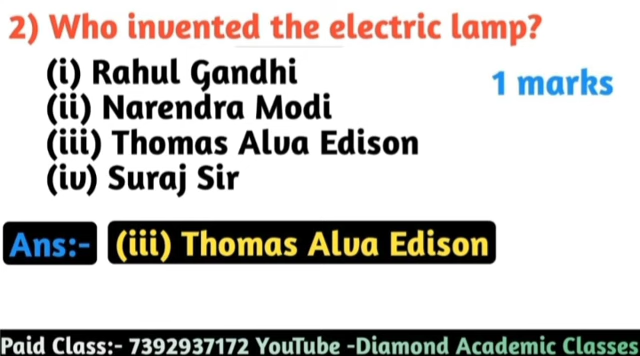 2) Who invented the electric lamp?
(i) Rahul Gandhi
1 marks
(ii) Narendra Modi
(iii) Thomas Alva Edison
(iv) Suraj Sir
Ans:- (iii) Thomas Alva Edison
Paid Class:- 7392937172 YouTube -Diamond Academic Classes